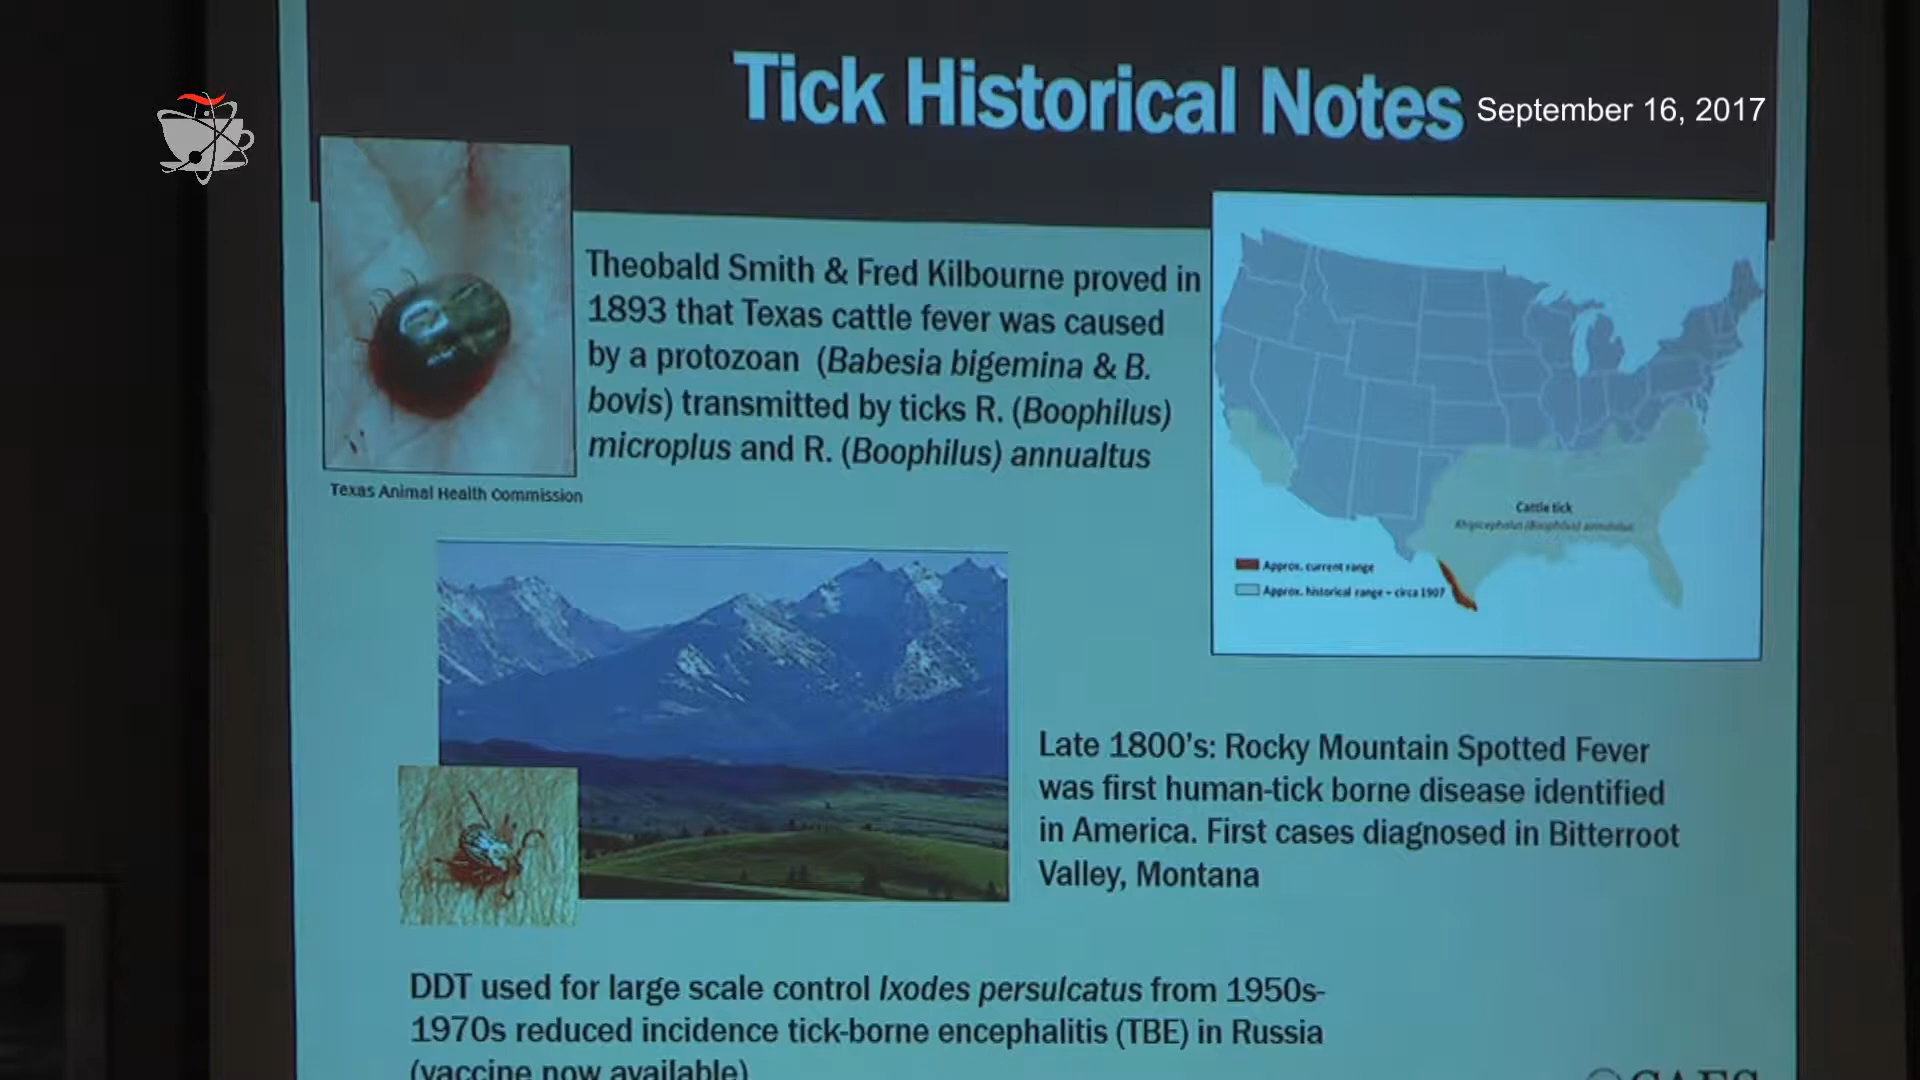 Tick Historical Notes
September 16, 2017
Theobald Smith & Fred Kilbourne proved in
1893 that Texas cattle fever was caused
by a protozoan (Babesia bigemina & B.
bovis) transmitted by ticks R. (Boophilus)
microplus and R. (Boophilus) annualtus
Texas Animal Health Commission
Cattle tick
Rhipicephalus (Boophilus) annulatus
Approx. current range
Approx. historical range - circa 1907
Late 1800's: Rocky Mountain Spotted Fever
was first human-tick borne disease identified
in America. First cases diagnosed in Bitterroot
Valley, Montana
DDT used for large scale control Ixodes persulcatus from 1950s-
1970s reduced incidence tick-borne encephalitis (TBE) in Russia
(vaccine now available)
CAES